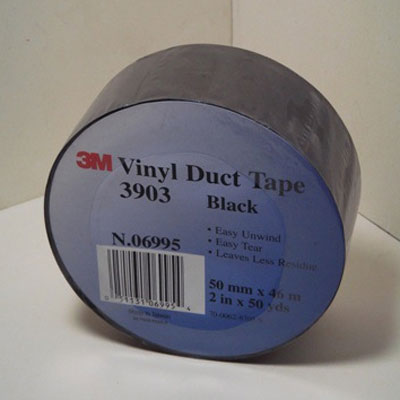 3M Vinyl Duct Tape
3903 Black
• Easy Unwind
• Easy Tear
• Leaves Less Residue
N.06995
50 mm x 46 m
2 in x 50 yds